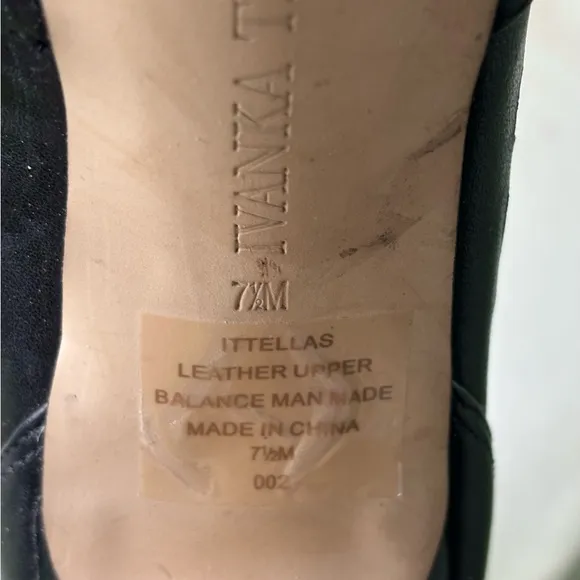 IVANKA T
7½M
ITTELLAS
LEATHER UPPER
BALANCE MAN MADE
MADE IN CHINA
7½M
002